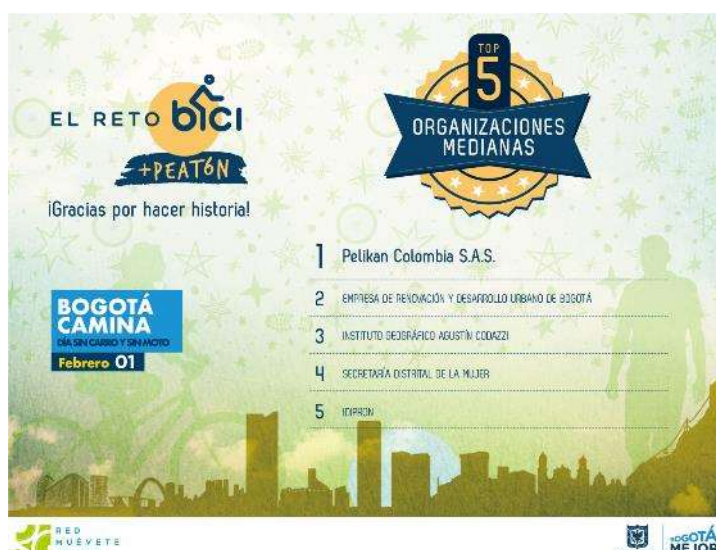 EL RETO bici
+PEATÓN
¡Gracias por hacer historia!
BOGOTÁ
CAMINA
DÍA SIN CARRO Y SIN MOTO
Febrero 01
TOP
5
ORGANIZACIONES
MEDIANAS
1 Pelikan Colombia S.A.S.
2 EMPRESA DE RENOVACIÓN Y DESARROLLO URBANO DE BOGOTÁ
3 INSTITUTO GEOGRÁFICO AGUSTÍN CODAZZI
4 SECRETARÍA DISTRITAL DE LA MUJER
5 IDIPRON
RED
MUÉVETE
BOGOTÁ
MEJOR